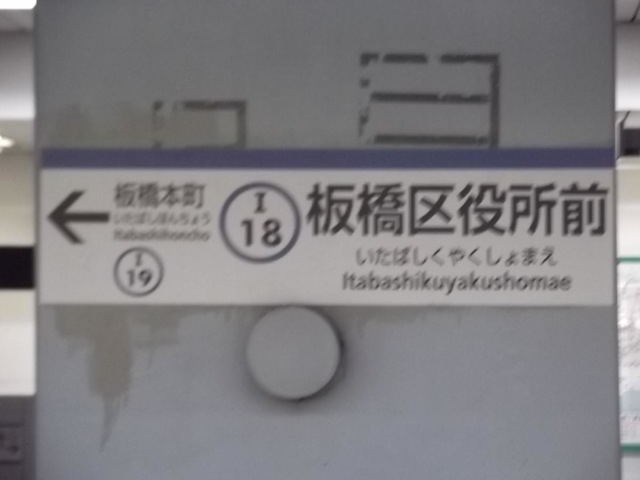 板橋本町
いたばしほんちょう
Itabashihoncho
I
19
I
18
板橋区役所前
いたばしくやくしょまえ
Itabashikuyakushomae